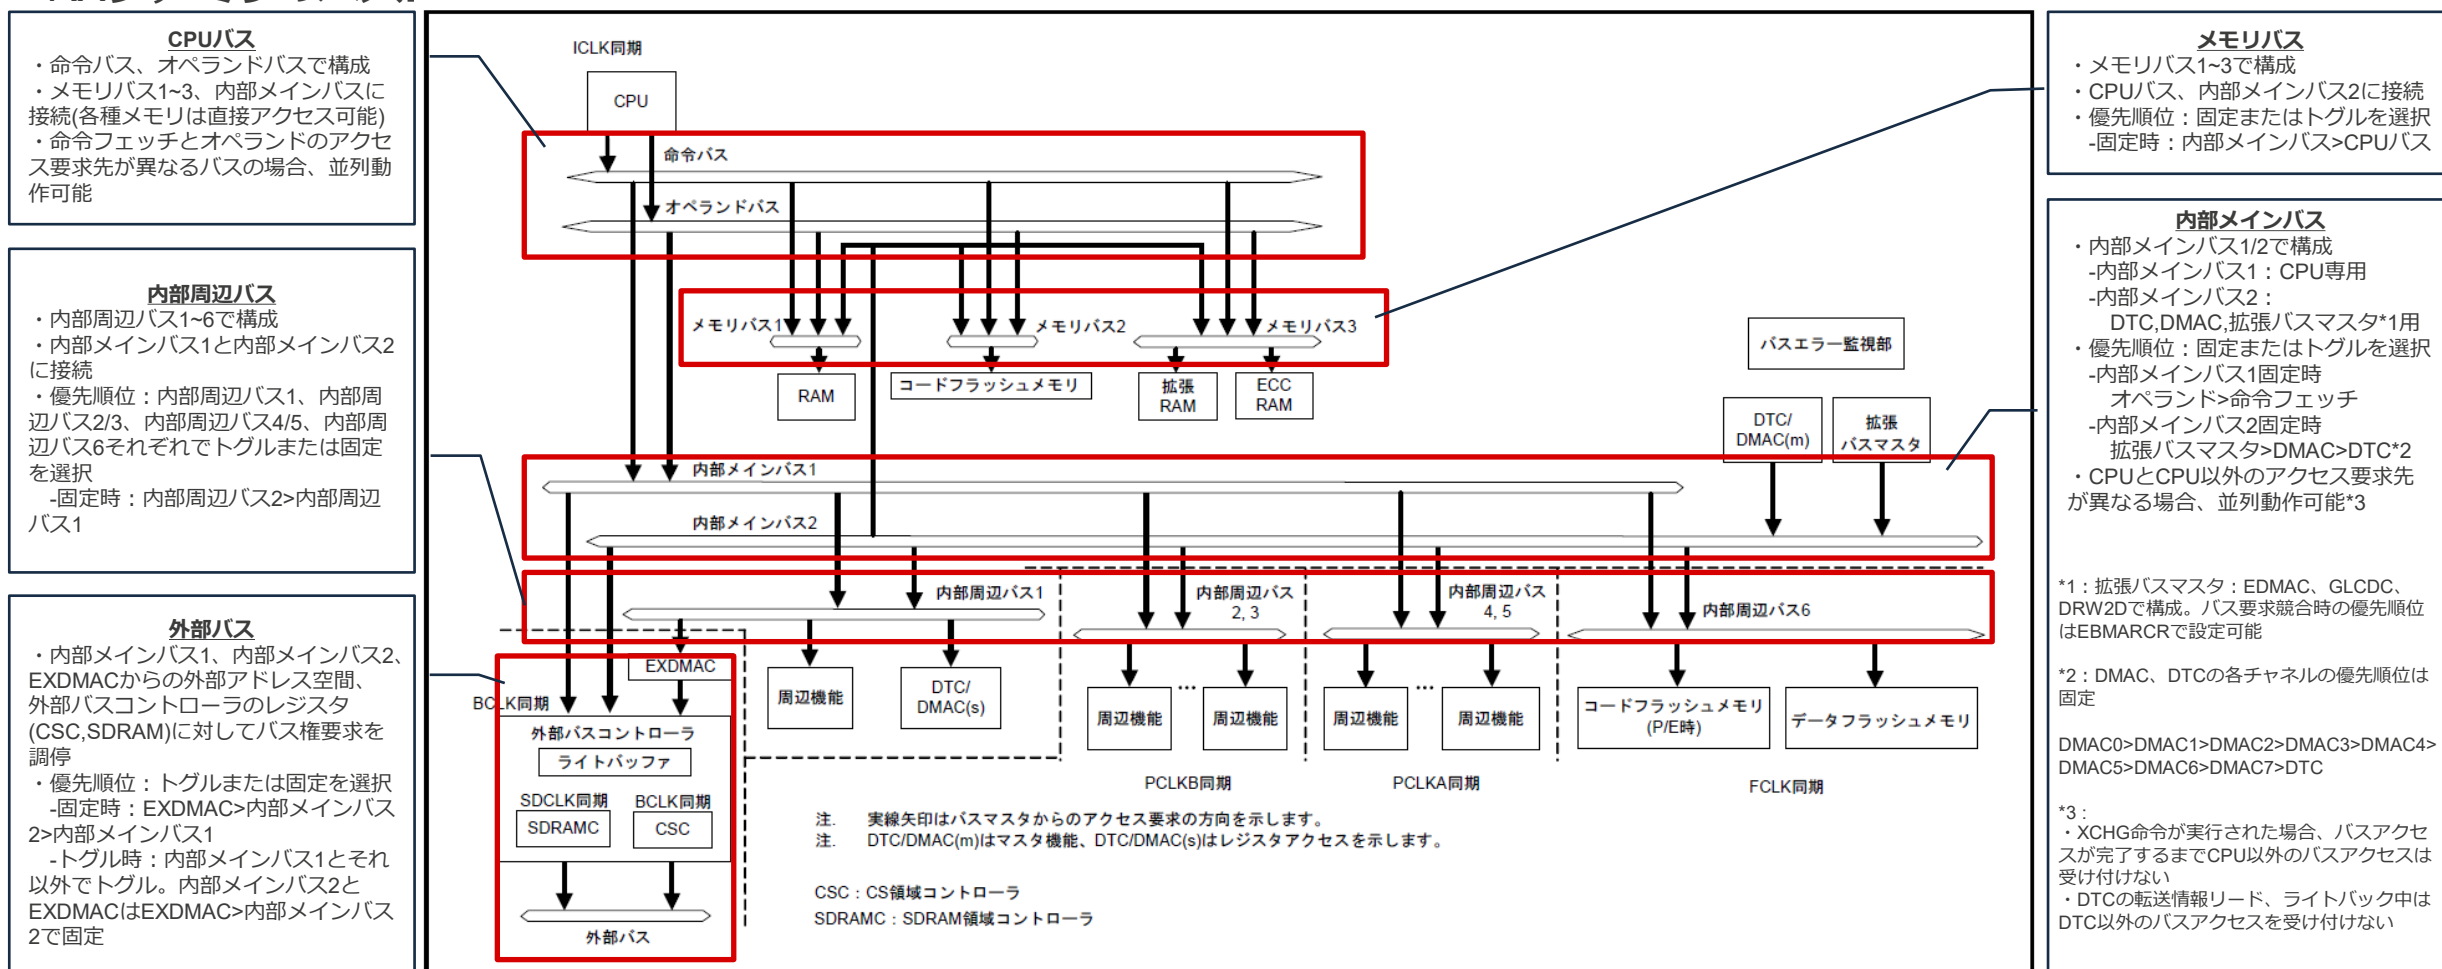 CPUバス
・命令バス、オペランドバスで構成
・メモリバス1~3、内部メインバスに
接続(各種メモリは直接アクセス可能)
・命令フェッチとオペランドのアクセ
ス要求先が異なるバスの場合、並列動
作可能
内部周辺バス
・内部周辺バス1~6で構成
・内部メインバス1と内部メインバス2
に接続
・優先順位：内部周辺バス1、内部周
辺バス2/3、内部周辺バス4/5、内部周
辺バス6それぞれでトグルまたは固定
を選択
-固定時：内部周辺バス2>内部周辺
バス1
外部バス
・内部メインバス1、内部メインバス2、
EXDMACからの外部アドレス空間、
外部バスコントローラのレジスタ
(CSC,SDRAM)に対してバス権要求を
調停
・優先順位：トグルまたは固定を選択
-固定時：EXDMAC>内部メインバス
2>内部メインバス1
-トグル時：内部メインバス1とそれ
以外でトグル。内部メインバス2と
EXDMACはEXDMAC>内部メインバス
2で固定
ICLK同期
CPU
命令バス
オペランドバス
メモリバス1
メモリバス2
メモリバス3
RAM
コードフラッシュメモリ
拡張
RAM
ECC
RAM
バスエラー監視部
DTC/
DMAC(m)
拡張
バスマスタ
内部メインバス1
内部メインバス2
内部周辺バス1
内部周辺バス
2, 3
内部周辺バス
4, 5
内部周辺バス6
EXDMAC
周辺機能
DTC/
DMAC(s)
周辺機能
...
周辺機能
周辺機能
...
周辺機能
コードフラッシュメモリ
(P/E時)
データフラッシュメモリ
BCLK同期
外部バスコントローラ
ライトバッファ
SDCLK同期
BCLK同期
SDRAMC
CSC
外部バス
PCLKB同期
PCLKA同期
FCLK同期
注. 実線矢印はバスマスタからのアクセス要求の方向を示します。
注. DTC/DMAC(m)はマスタ機能、DTC/DMAC(s)はレジスタアクセスを示します。
CSC：CS領域コントローラ
SDRAMC：SDRAM領域コントローラ
メモリバス
・メモリバス1~3で構成
・CPUバス、内部メインバス2に接続
・優先順位：固定またはトグルを選択
-固定時：内部メインバス>CPUバス
内部メインバス
・内部メインバス1/2で構成
-内部メインバス1：CPU専用
-内部メインバス2：
DTC,DMAC,拡張バスマスタ*1用
・優先順位：固定またはトグルを選択
-内部メインバス1固定時
オペランド>命令フェッチ
-内部メインバス2固定時
拡張バスマスタ>DMAC>DTC*2
・CPUとCPU以外のアクセス要求先
が異なる場合、並列動作可能*3
*1：拡張バスマスタ：EDMAC、GLCDC、
DRW2Dで構成。バス要求競合時の優先順位
はEBMARCRで設定可能
*2：DMAC、DTCの各チャネルの優先順位は
固定
DMAC0>DMAC1>DMAC2>DMAC3>DMAC4>
DMAC5>DMAC6>DMAC7>DTC
*3：
・XCHG命令が実行された場合、バスアクセ
スが完了するまでCPU以外のバスアクセスは
受け付けない
・DTCの転送情報リード、ライトバック中は
DTC以外のバスアクセスを受け付けない